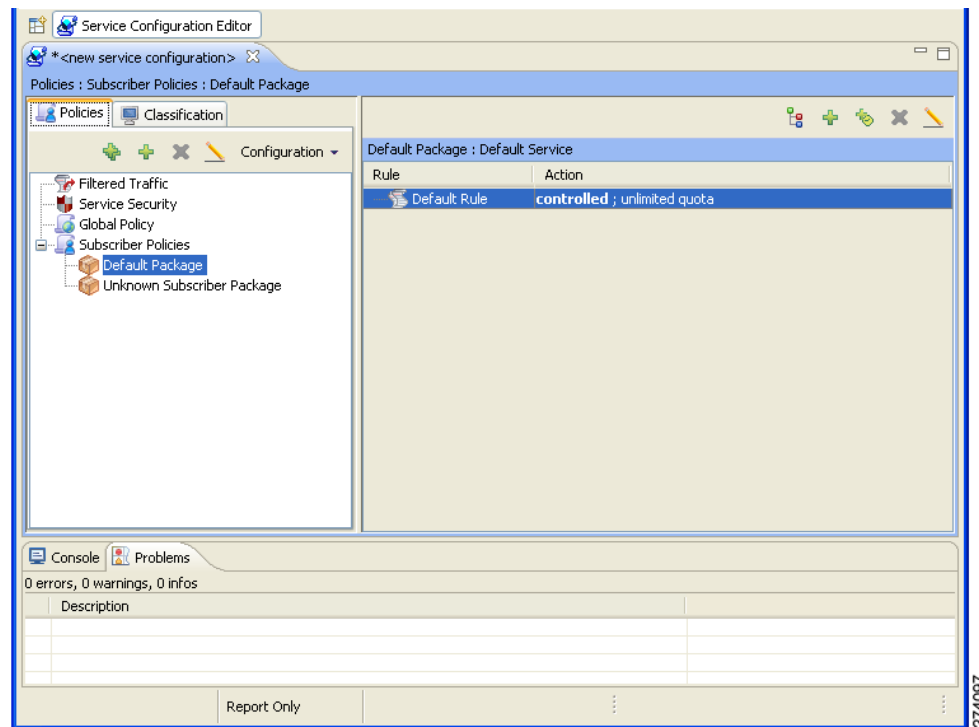 Service Configuration Editor
*<new service configuration>
Policies : Subscriber Policies : Default Package
Policies
Classification
Configuration
Filtered Traffic
Service Security
Global Policy
Subscriber Policies
Default Package
Unknown Subscriber Package
Default Package : Default Service
Rule Action
Default Rule controlled ; unlimited quota
Console Problems
0 errors, 0 warnings, 0 infos
Description
Report Only